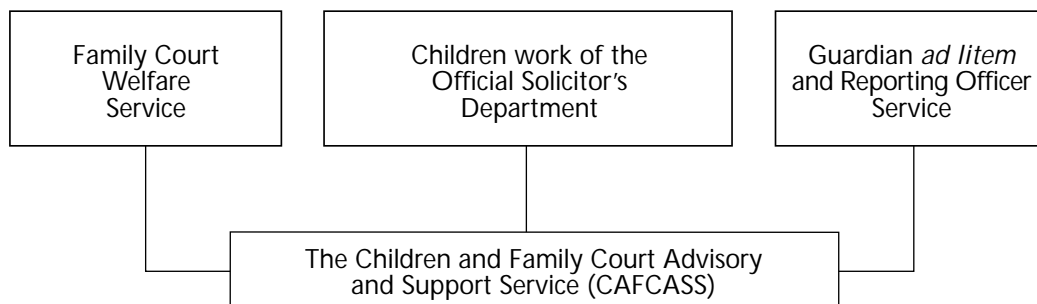 Family Court
Welfare
Service
Children work of the
Official Solicitor's
Department
Guardian ad litem
and Reporting Officer
Service
The Children and Family Court Advisory
and Support Service (CAFCASS)